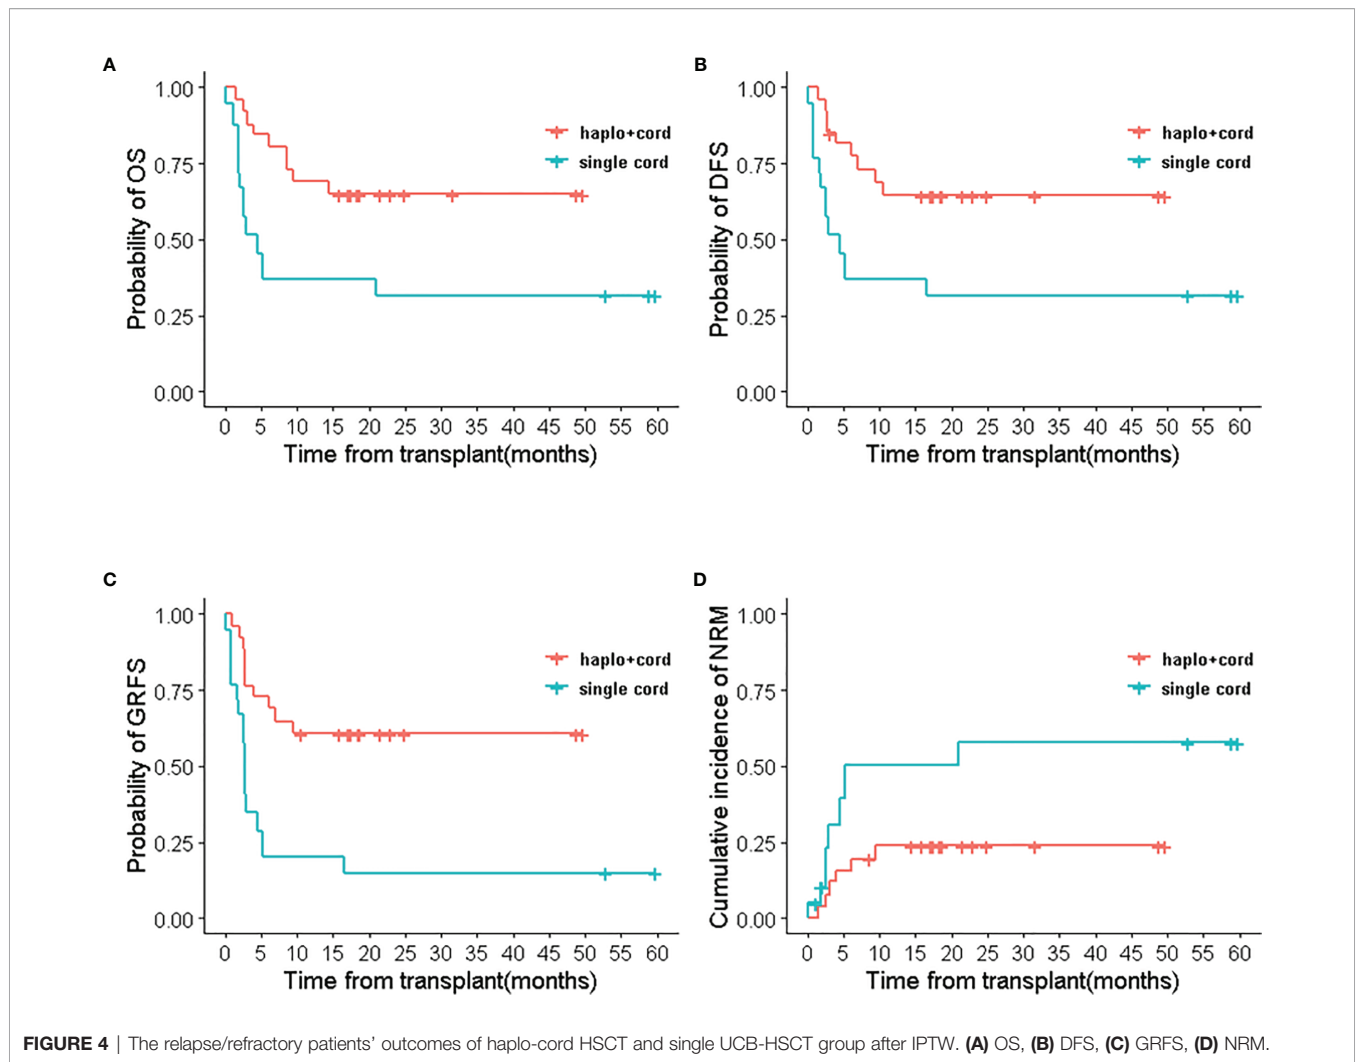 A
1.00
0.75
0.50
0.25
0.00
Probability of OS
haplo+cord
single cord
0 5 10 15 20 25 30 35 40 45 50 55 60
Time from transplant(months)
B
1.00
0.75
0.50
0.25
0.00
Probability of DFS
haplo+cord
single cord
0 5 10 15 20 25 30 35 40 45 50 55 60
Time from transplant(months)
C
1.00
0.75
0.50
0.25
0.00
Probability of GRFS
haplo+cord
single cord
0 5 10 15 20 25 30 35 40 45 50 55 60
Time from transplant(months)
D
1.00
0.75
0.50
0.25
0.00
Cumulative incidence of NRM
haplo+cord
single cord
0 5 10 15 20 25 30 35 40 45 50 55 60
Time from transplant(months)
FIGURE 4 | The relapse/refractory patients’ outcomes of haplo-cord HSCT and single UCB-HSCT group after IPTW. (A) OS, (B) DFS, (C) GRFS, (D) NRM.